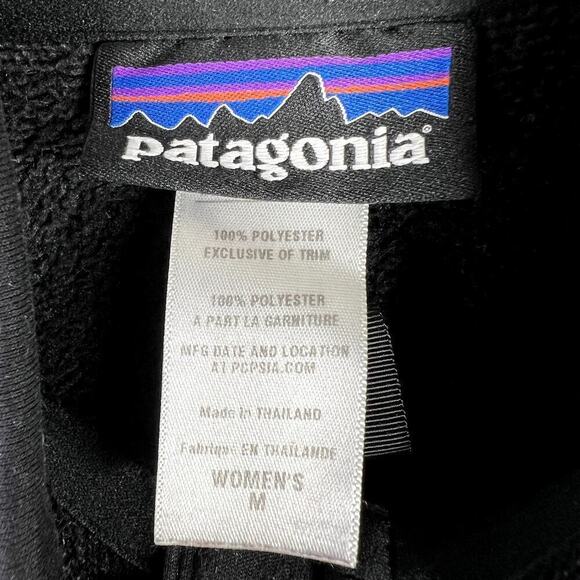 patagonia®
100% POLYESTER
EXCLUSIVE OF TRIM
100% POLYESTER
A PART LA GARNITURE
MFG DATE AND LOCATION
AT PCPSIA.COM
Made in THAILAND
Fabriqué EN THAÏLANDE
WOMEN'S
M